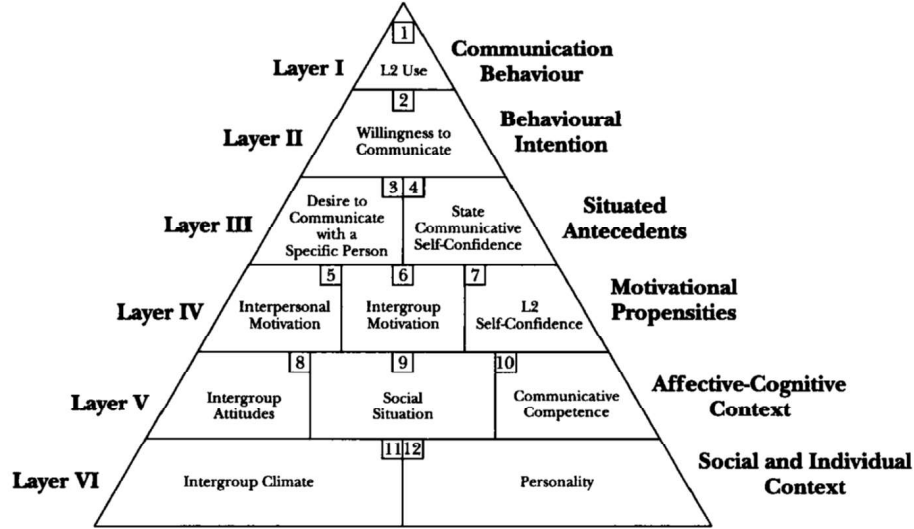 1
Layer I
L2 Use
Communication
Behaviour
2
Layer II
Willingness to
Communicate
Behavioural
Intention
3 4
Layer III
Desire to
Communicate
with a
Specific Person
State
Communicative
Self-Confidence
Situated
Antecedents
5 6 7
Layer IV
Interpersonal
Motivation
Intergroup
Motivation
L2
Self-Confidence
Motivational
Propensities
8 9 10
Layer V
Intergroup
Attitudes
Social
Situation
Communicative
Competence
Affective-Cognitive
Context
11 12
Layer VI
Intergroup Climate
Personality
Social and Individual
Context